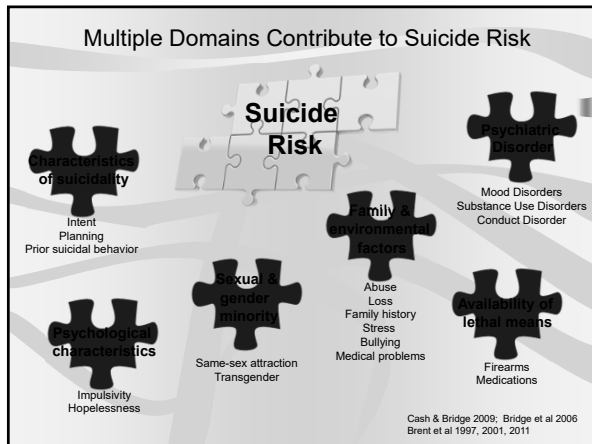 Multiple Domains Contribute to Suicide Risk
Suicide
Risk
Characteristics
of suicidality
Intent
Planning
Prior suicidal behavior
Psychiatric
Disorder
Mood Disorders
Substance Use Disorders
Conduct Disorder
Family &
environmental
factors
Abuse
Loss
Family history
Stress
Bullying
Medical problems
Sexual &
gender
minority
Same-sex attraction
Transgender
Psychological
characteristics
Impulsivity
Hopelessness
Availability of
lethal means
Firearms
Medications
Cash & Bridge 2009; Bridge et al 2006
Brent et al 1997, 2001, 2011